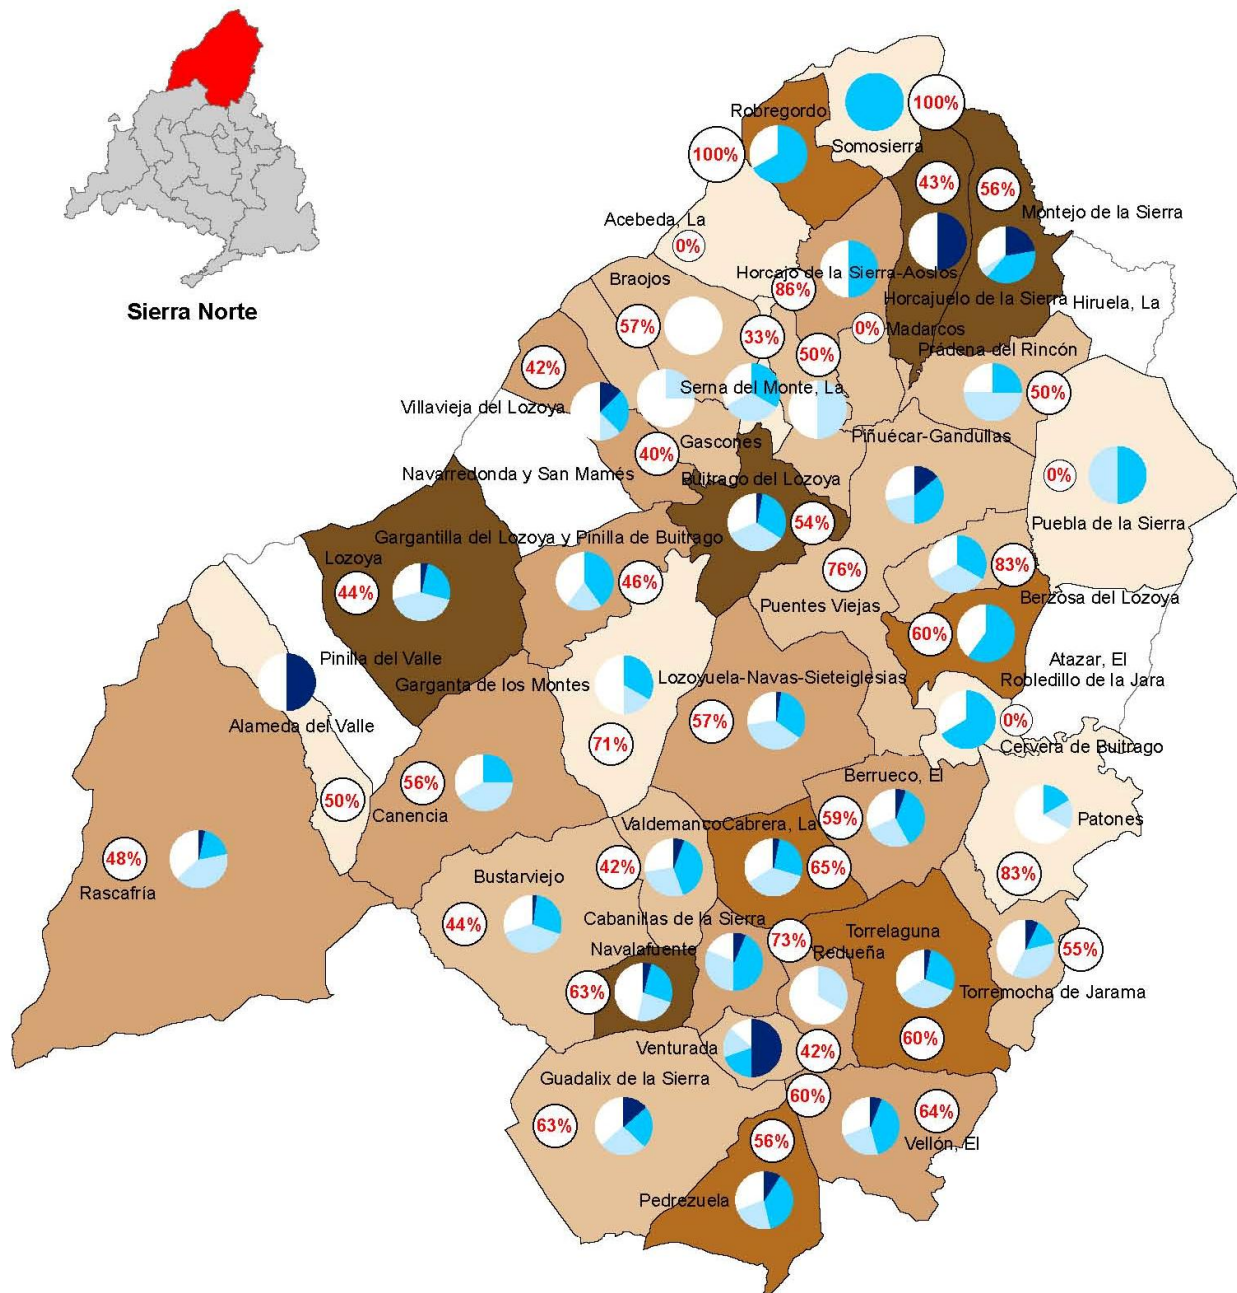 Sierra Norte
Robregordo
100%
100%
Somosierra
43%
56%
Acebeda, La
0%
Montejo de la Sierra
Horcajo de la Sierra-Aoslos
86%
Horcajuelo de la Sierra
Hiruela, La
Braojos
57%
33%
50%
0%
Madarcos
42%
Prádena del Rincón
50%
Serna del Monte, La
Villavieja del Lozoya
Gascones
Piñuécar-Gandullas
40%
Navarredonda y San Mamés
Buitrago del Lozoya
54%
0%
Puebla de la Sierra
Gargantilla del Lozoya y Pinilla de Buitrago
Lozoya
44%
46%
76%
83%
Puentes Viejas
Berzosa del Lozoya
60%
Pinilla del Valle
Garganta de los Montes
Lozoyuela-Navas-Sieteiglesias
Atazar, El
Robledillo de la Jara
Alameda del Valle
57%
0%
71%
Cervera de Buitrago
50%
56%
Canencia
Berrueco, El
59%
Patones
Valdemanco
Cabrera, La
48%
Rascafría
42%
65%
83%
Bustarviejo
44%
Cabanillas de la Sierra
73%
Redueña
Torrelaguna
55%
Navalafuente
63%
Torremocha de Jarama
Venturada
42%
60%
Guadalix de la Sierra
60%
64%
63%
Vellón, El
56%
Pedrezuela